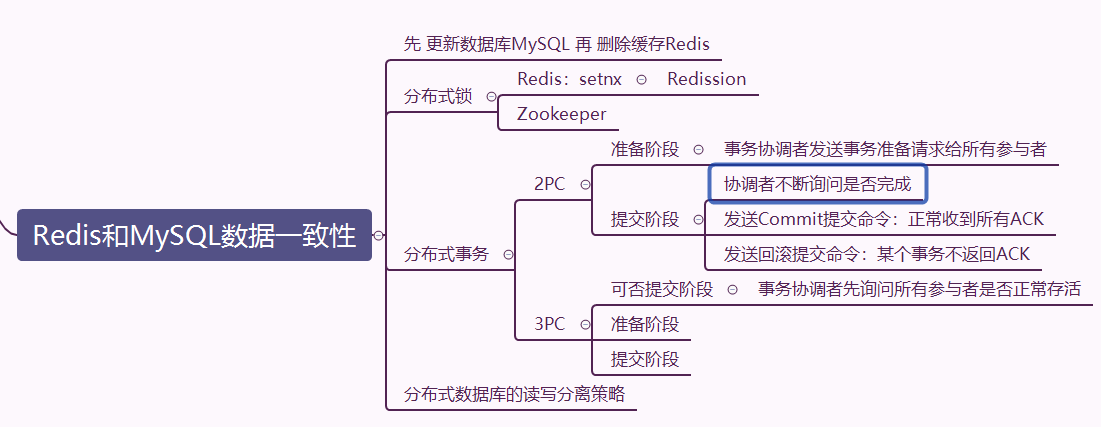 Redis和MySQL数据一致性
先 更新数据库MySQL 再 删除缓存Redis
分布式锁
Redis：setnx
Redission
Zookeeper
分布式事务
2PC
准备阶段
事务协调者发送事务准备请求给所有参与者
提交阶段
协调者不断询问是否完成
发送Commit提交命令：正常收到所有ACK
发送回滚提交命令：某个事务不返回ACK
3PC
可否提交阶段
事务协调者先询问所有参与者是否正常存活
准备阶段
提交阶段
分布式数据库的读写分离策略